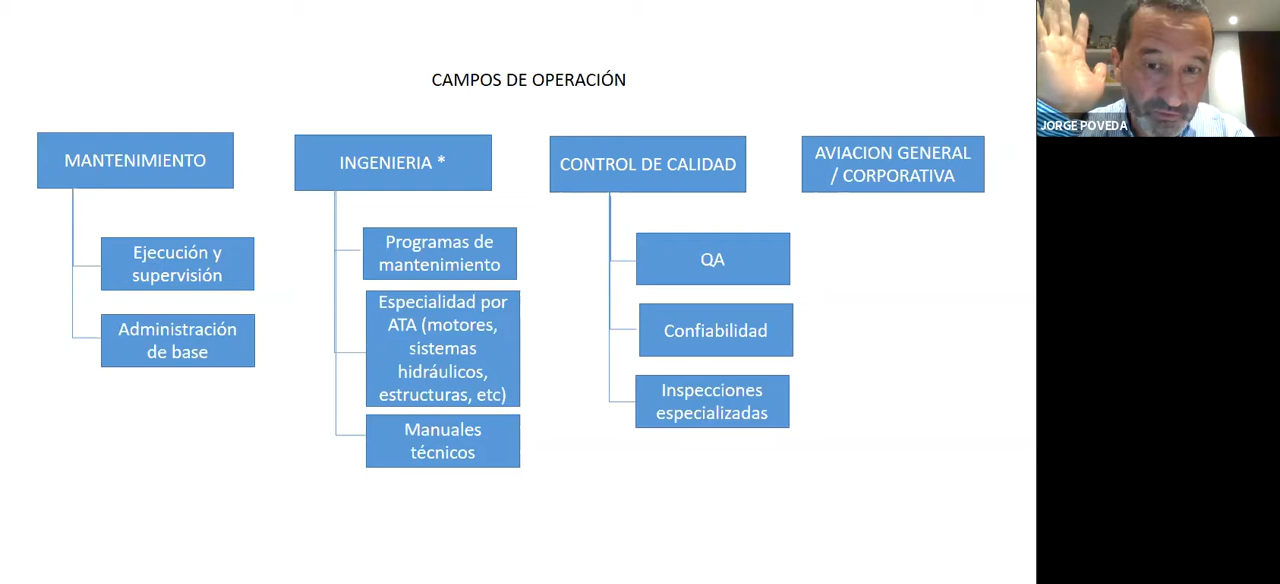 CAMPOS DE OPERACIÓN
MANTENIMIENTO
Ejecución y
supervisión
Administración
de base
INGENIERIA *
Programas de
mantenimiento
Especialidad por
ATA (motores,
sistemas
hidráulicos,
estructuras, etc)
Manuales
técnicos
CONTROL DE CALIDAD
QA
Confiabilidad
Inspecciones
especializadas
AVIACION GENERAL
/ CORPORATIVA
JORGE POVEDA